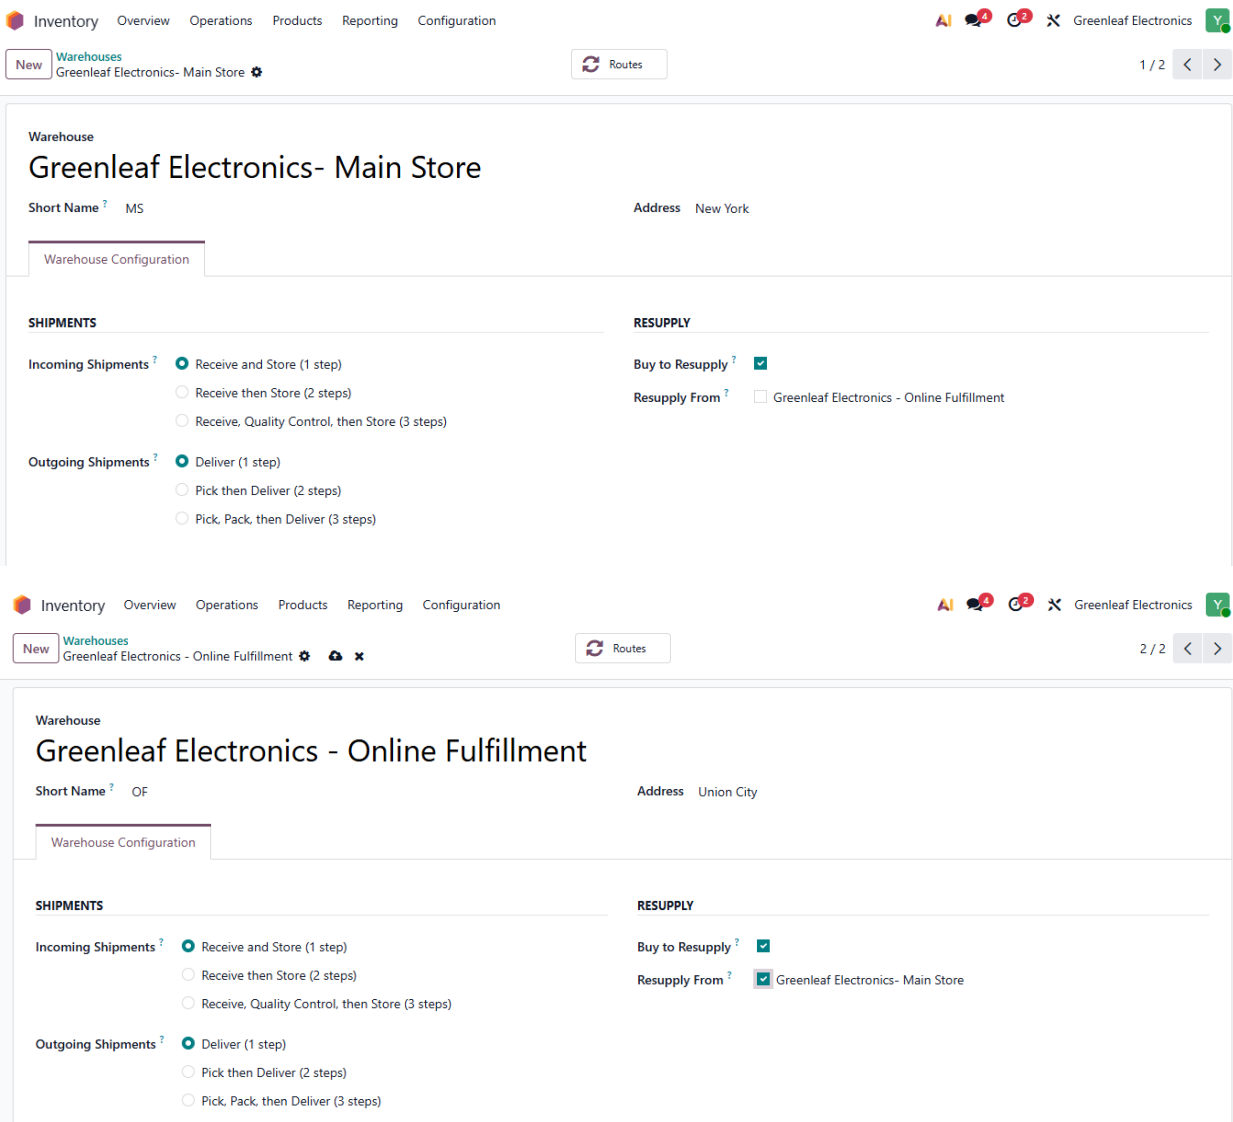 Inventory Overview Operations Products Reporting Configuration AI 4 2 Greenleaf Electronics Y
New Warehouses Routes 1 / 2
Greenleaf Electronics- Main Store
Warehouse
Greenleaf Electronics- Main Store
Short Name ? MS Address New York
Warehouse Configuration
SHIPMENTS RESUPPLY
Incoming Shipments ? Receive and Store (1 step) Buy to Resupply ?
Receive then Store (2 steps) Resupply From ? Greenleaf Electronics - Online Fulfillment
Receive, Quality Control, then Store (3 steps)
Outgoing Shipments ? Deliver (1 step)
Pick then Deliver (2 steps)
Pick, Pack, then Deliver (3 steps)
Inventory Overview Operations Products Reporting Configuration AI 4 2 Greenleaf Electronics Y
New Warehouses Routes 2 / 2
Greenleaf Electronics - Online Fulfillment
Warehouse
Greenleaf Electronics - Online Fulfillment
Short Name ? OF Address Union City
Warehouse Configuration
SHIPMENTS RESUPPLY
Incoming Shipments ? Receive and Store (1 step) Buy to Resupply ?
Receive then Store (2 steps) Resupply From ? Greenleaf Electronics- Main Store
Receive, Quality Control, then Store (3 steps)
Outgoing Shipments ? Deliver (1 step)
Pick then Deliver (2 steps)
Pick, Pack, then Deliver (3 steps)